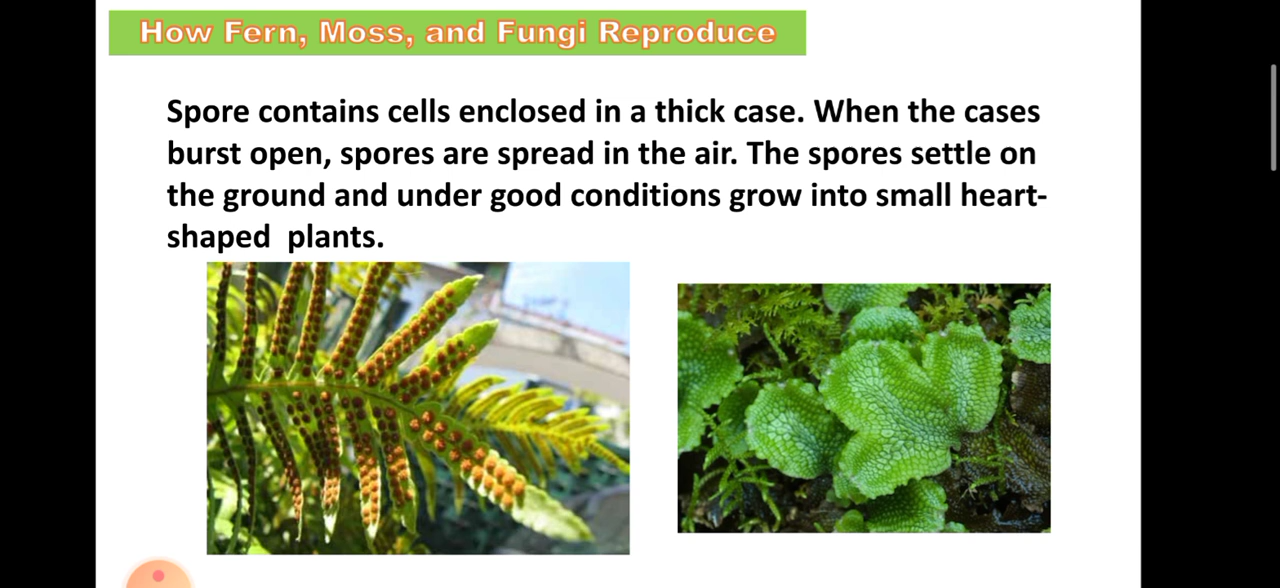 How Fern, Moss, and Fungi Reproduce
Spore contains cells enclosed in a thick case. When the cases
burst open, spores are spread in the air. The spores settle on
the ground and under good conditions grow into small heart-
shaped  plants.